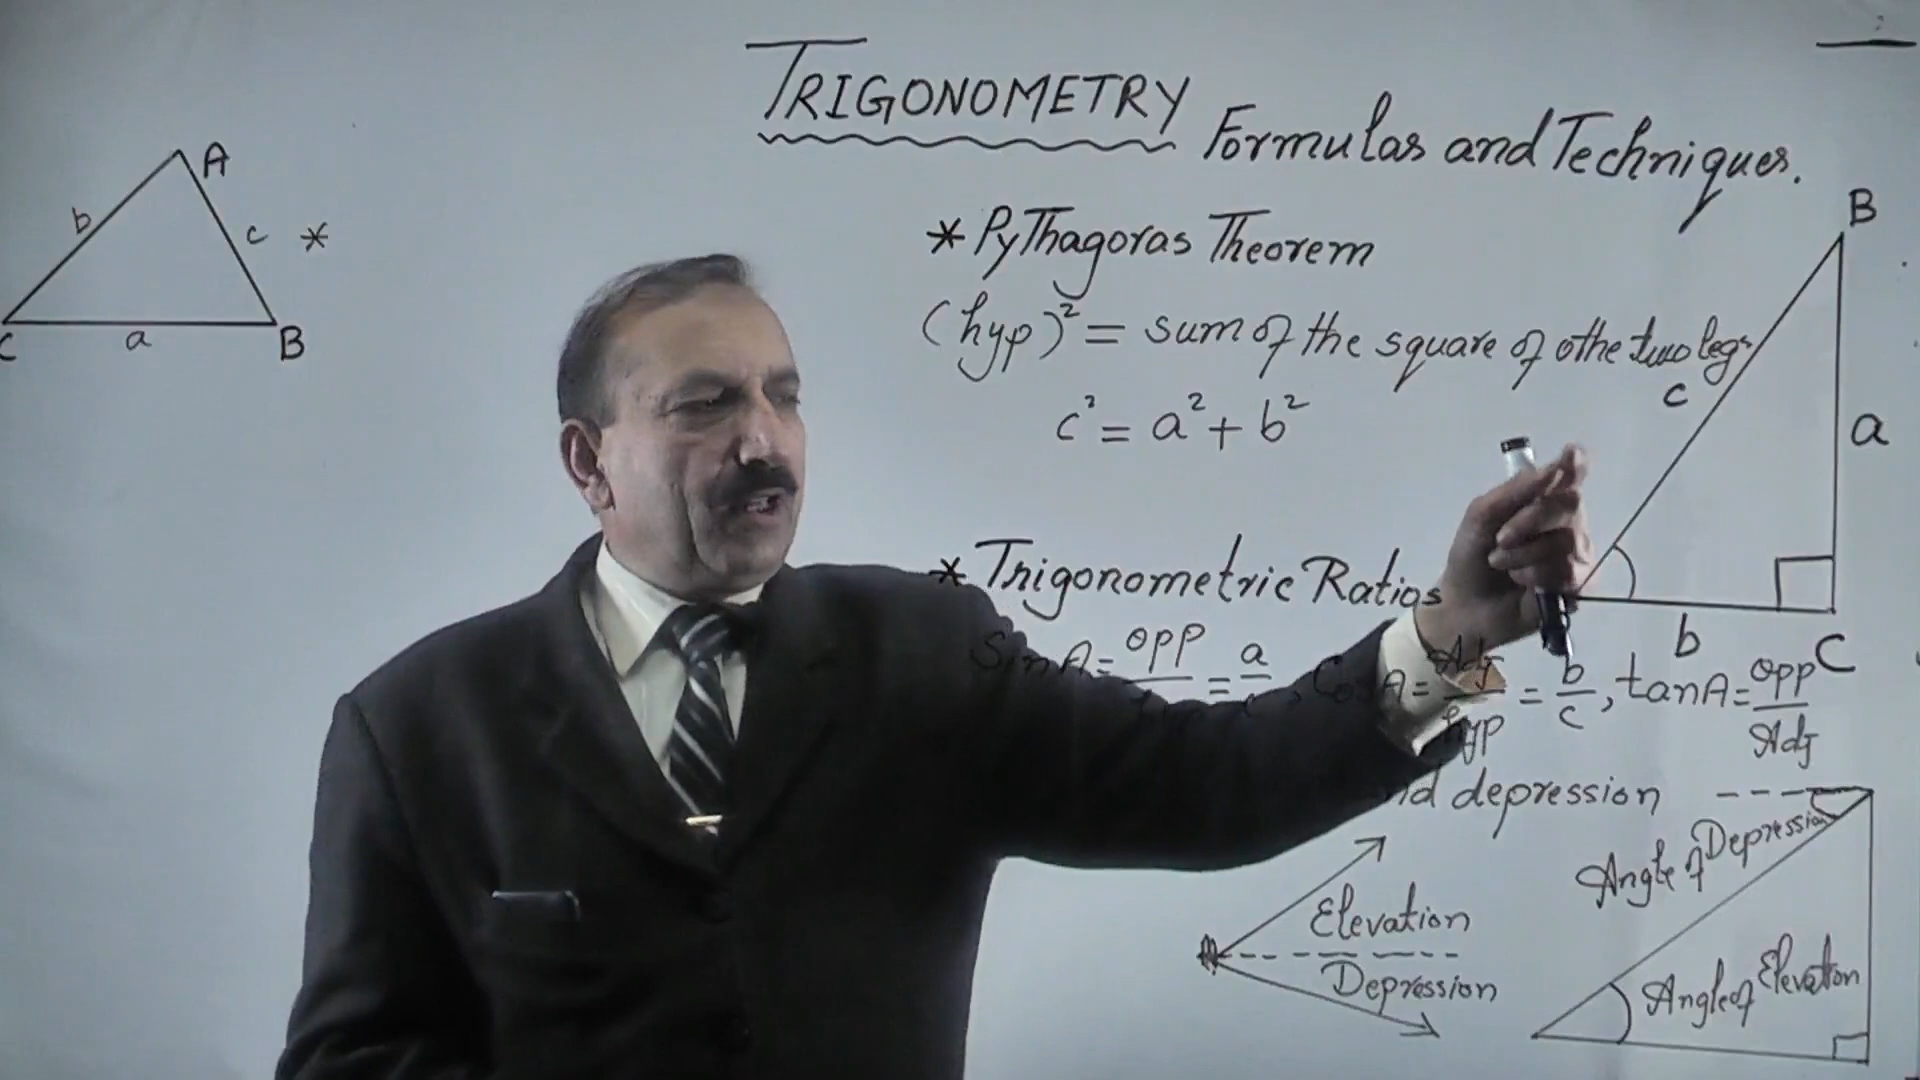 TRIGONOMETRY Formulas and Techniques.
A
b
c *
C
a
B
* PyThagoras Theorem
(hyp)² = sum of the square of othe two legs
c² = a² + b²
B
c
a
b
C
* Trigonometric Ratios
SinA = opp/ = a/ , CosA = Adj/hyp = b/c , tanA = opp/Adj
depression
Elevation
Depression
Angle of Depression
Angle of Elevation